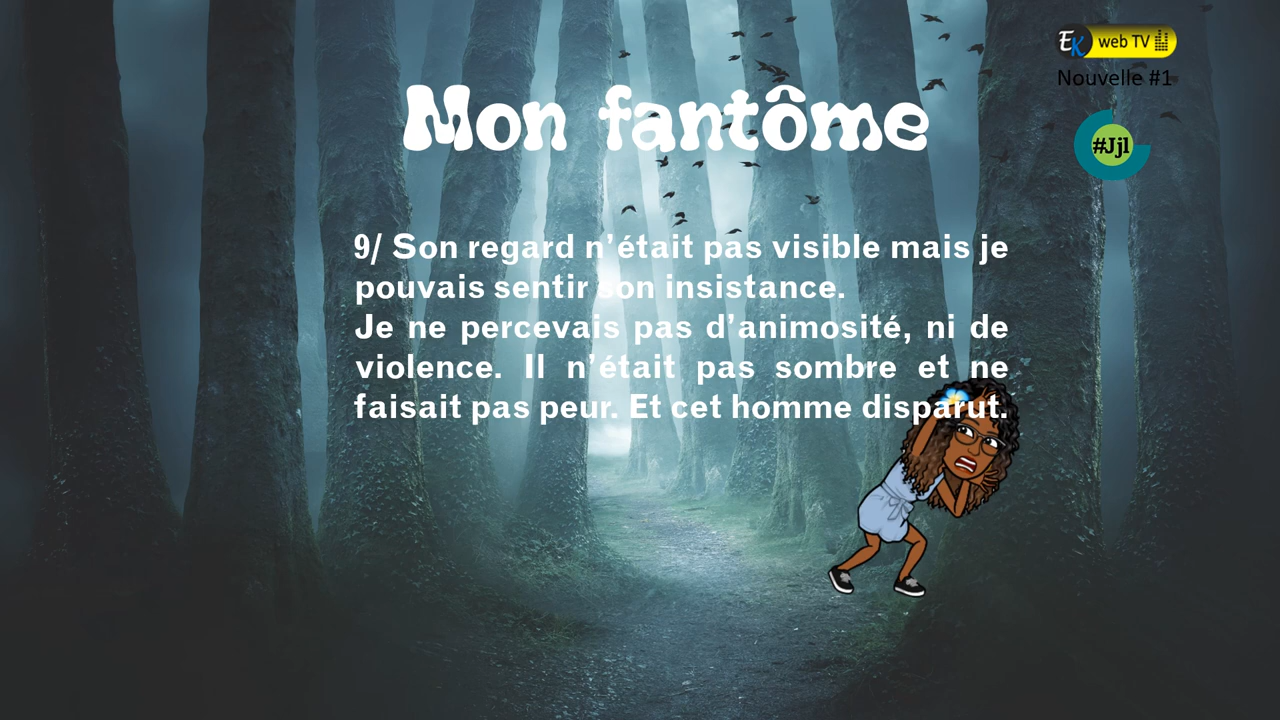 EK web TV
Nouvelle #1
#Jjl
Mon fantôme
9/ Son regard n’était pas visible mais je
pouvais sentir son insistance.
Je ne percevais pas d’animosité, ni de
violence. Il n’était pas sombre et ne
faisait pas peur. Et cet homme disparut.